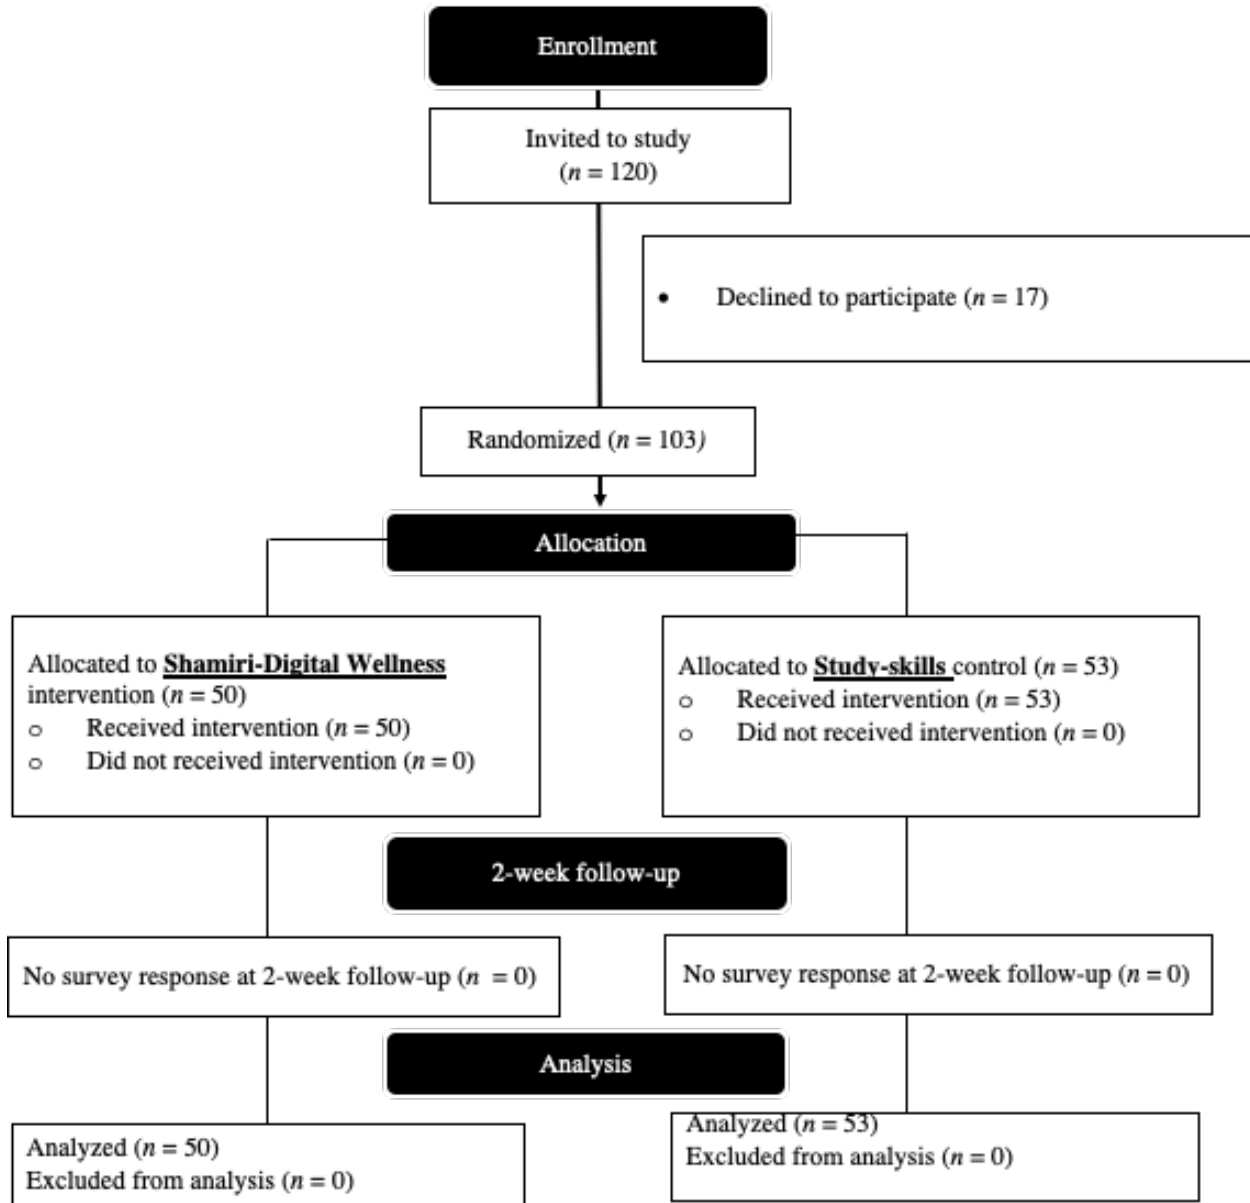 Enrollment
Invited to study
(n = 120)
• Declined to participate (n = 17)
Randomized (n = 103)
Allocation
Allocated to Shamiri-Digital Wellness
intervention (n = 50)
o Received intervention (n = 50)
o Did not received intervention (n = 0)
Allocated to Study-skills control (n = 53)
o Received intervention (n = 53)
o Did not received intervention (n = 0)
2-week follow-up
No survey response at 2-week follow-up (n = 0)
No survey response at 2-week follow-up (n = 0)
Analysis
Analyzed (n = 50)
Excluded from analysis (n = 0)
Analyzed (n = 53)
Excluded from analysis (n = 0)